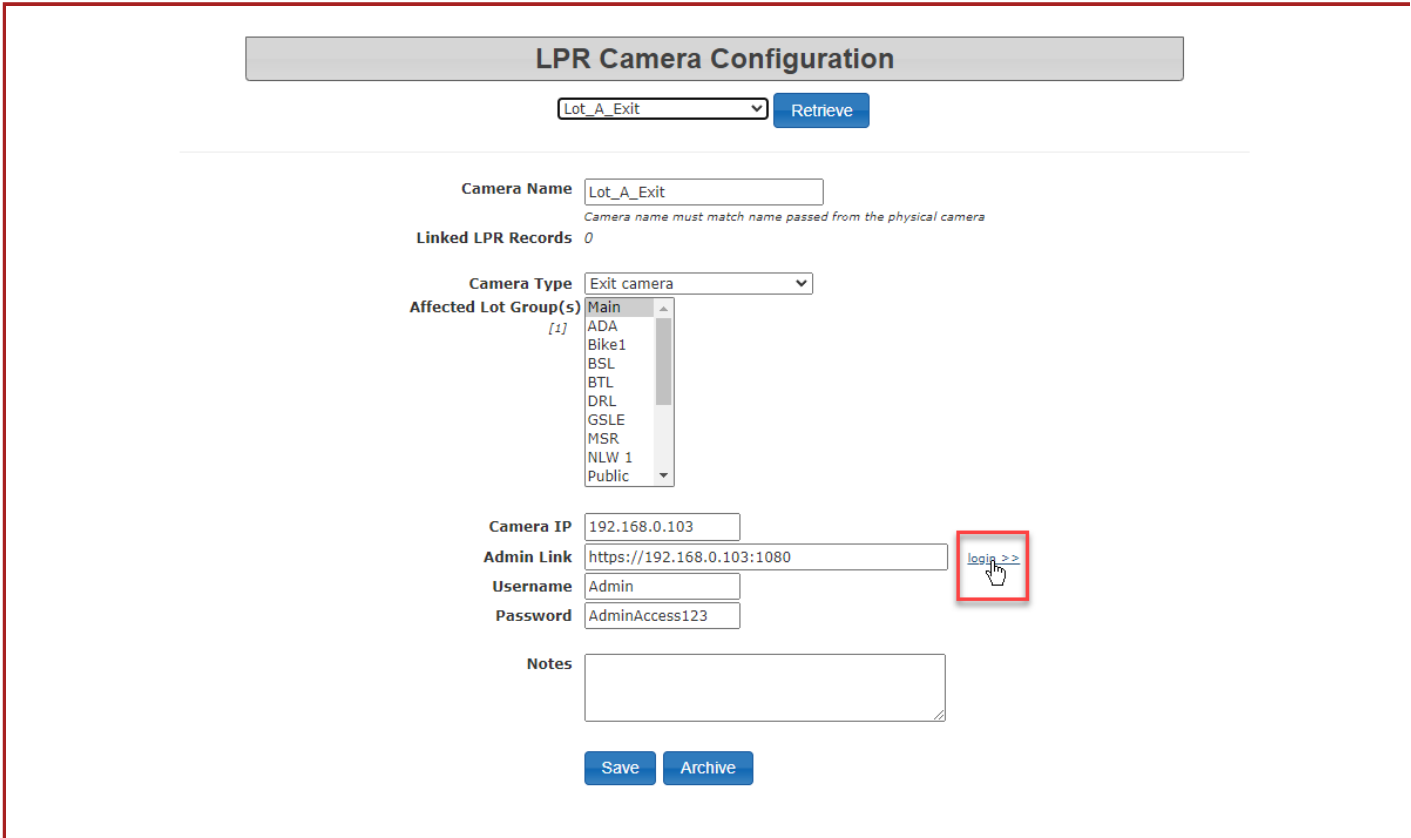 LPR Camera Configuration
Lot_A_Exit Retrieve
Camera Name Lot_A_Exit
Camera name must match name passed from the physical camera
Linked LPR Records 0
Camera Type Exit camera
Affected Lot Group(s) Main
[1] ADA
Bike1
BSL
BTL
DRL
GSLE
MSR
NLW 1
Public
Camera IP 192.168.0.103
Admin Link https://192.168.0.103:1080 login >>
Username Admin
Password AdminAccess123
Notes
Save Archive